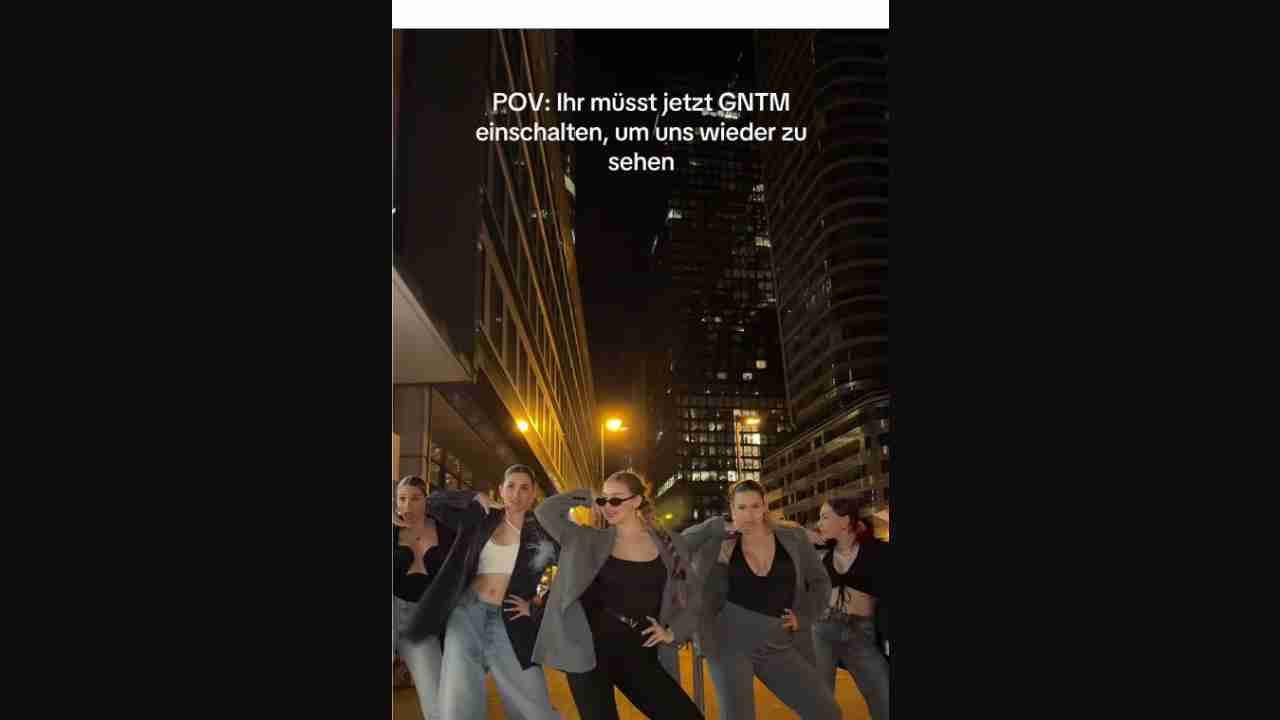 POV: Ihr müsst jetzt GNTM
einschalten, um uns wieder zu
sehen